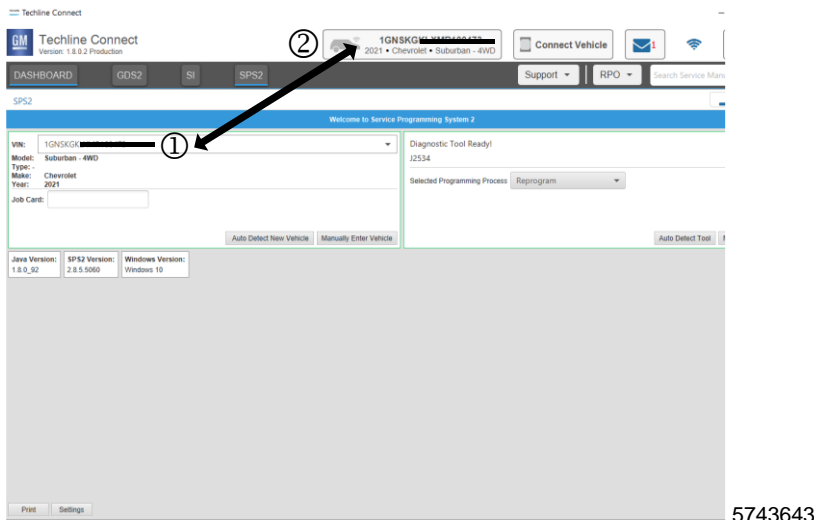 Techline Connect
GM Techline Connect
Version: 1.8.0.2 Production
②
2021 • Chevrolet • Suburban - 4WD
Connect Vehicle
1
DASHBOARD GDS2 SI SPS2
Support
RPO
Search Service Man
SPS2
Welcome to Service Programming System 2
VIN: 1GNSKGK
①
Model: Suburban - 4WD
Type: -
Make: Chevrolet
Year: 2021
Job Card:
Auto Detect New Vehicle Manually Enter Vehicle
Diagnostic Tool Ready!
J2534
Selected Programming Process Reprogram
Auto Detect Tool
Java Version: SPS2 Version: Windows Version:
1.8.0_92 2.8.5.5060 Windows 10
Print Settings
5743643